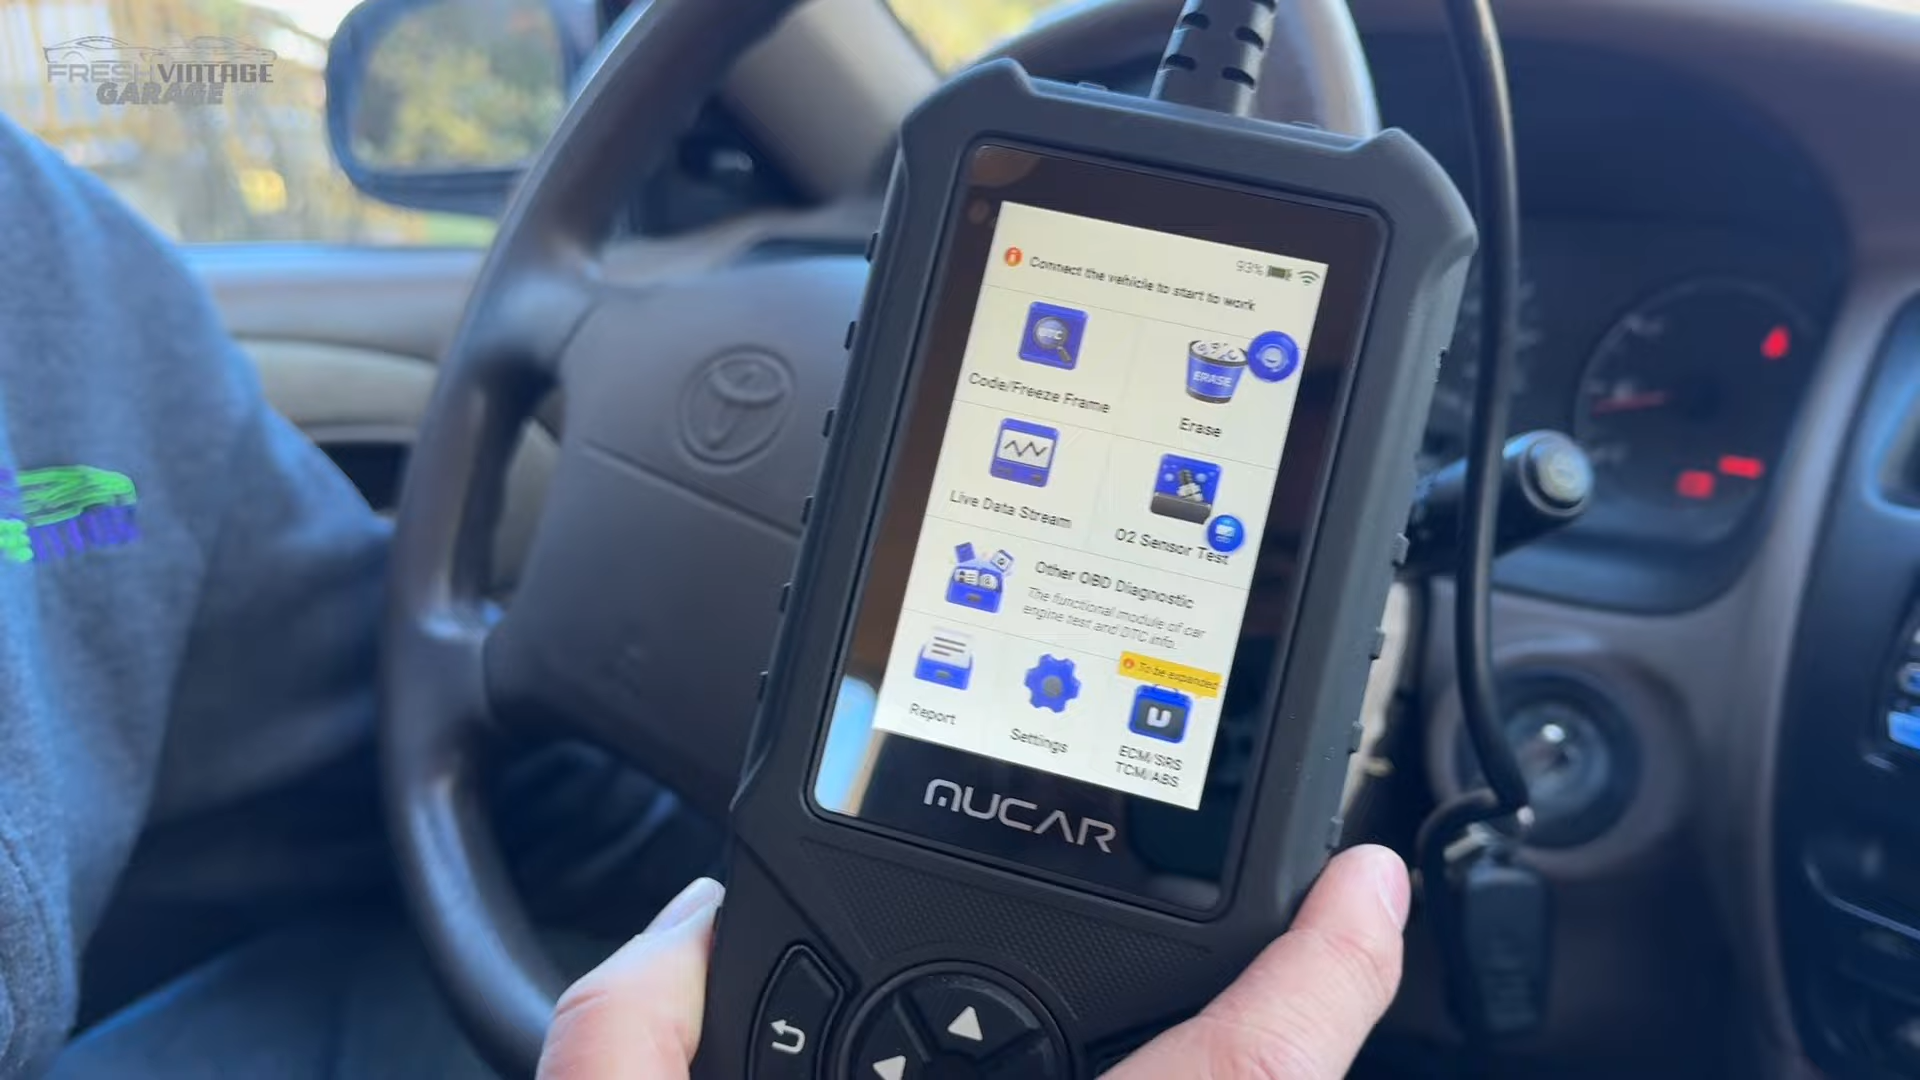 FRESHVINTAGE
GARAGE
93%
Connect the vehicle to start to work
DTC
Code/Freeze Frame
ERASE
Erase
Live Data Stream
O2 Sensor Test
Other OBD Diagnostic
The functional module of car
engine test and DTC info.
Report
Settings
To be expanded
ECM/SRS
TCM/ABS
MUCAR